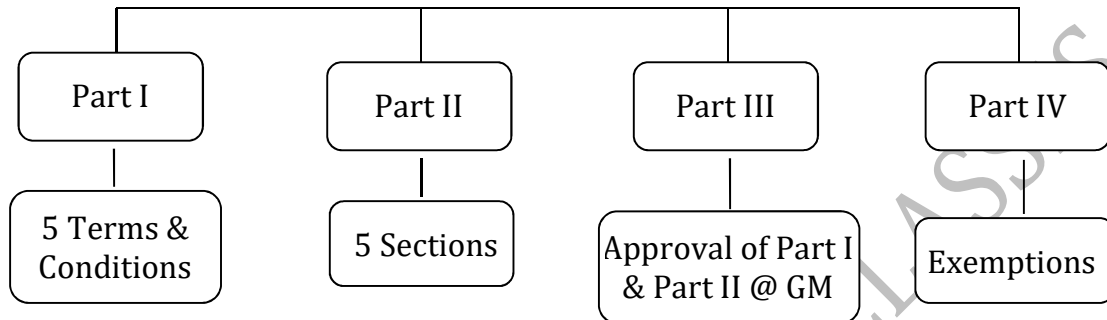 Part I
Part II
Part III
Part IV
5 Terms &
Conditions
5 Sections
Approval of Part I
& Part II @ GM
Exemptions